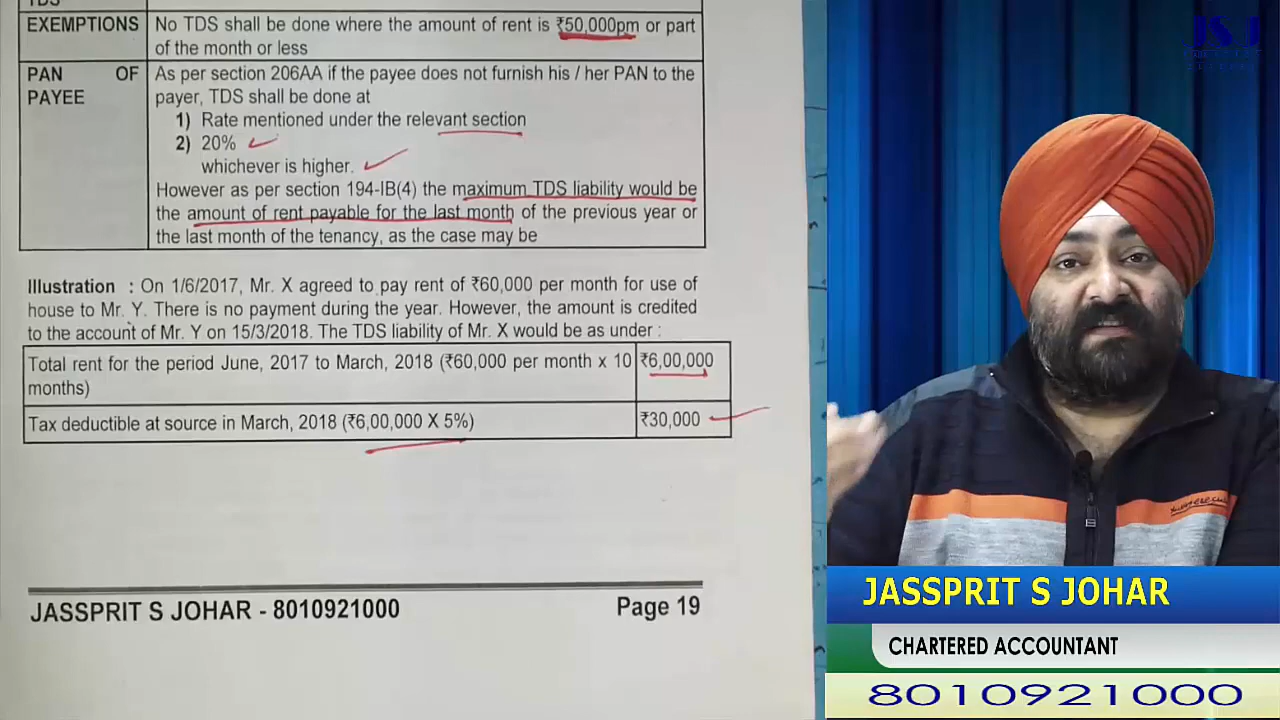 TDS
EXEMPTIONS
No TDS shall be done where the amount of rent is ₹50,000pm or part
of the month or less
PAN OF
PAYEE
As per section 206AA if the payee does not furnish his / her PAN to the
payer, TDS shall be done at
1) Rate mentioned under the relevant section
2) 20%
whichever is higher.
However as per section 194-IB(4) the maximum TDS liability would be
the amount of rent payable for the last month of the previous year or
the last month of the tenancy, as the case may be
Illustration : On 1/6/2017, Mr. X agreed to pay rent of ₹60,000 per month for use of
house to Mr. Y. There is no payment during the year. However, the amount is credited
to the account of Mr. Y on 15/3/2018. The TDS liability of Mr. X would be as under :
Total rent for the period June, 2017 to March, 2018 (₹60,000 per month x 10
months)
₹6,00,000
Tax deductible at source in March, 2018 (₹6,00,000 X 5%)
₹30,000
JASSPRIT S JOHAR - 8010921000
Page 19
JSJ
JASSPRIT S JOHAR
CHARTERED ACCOUNTANT
8010921000